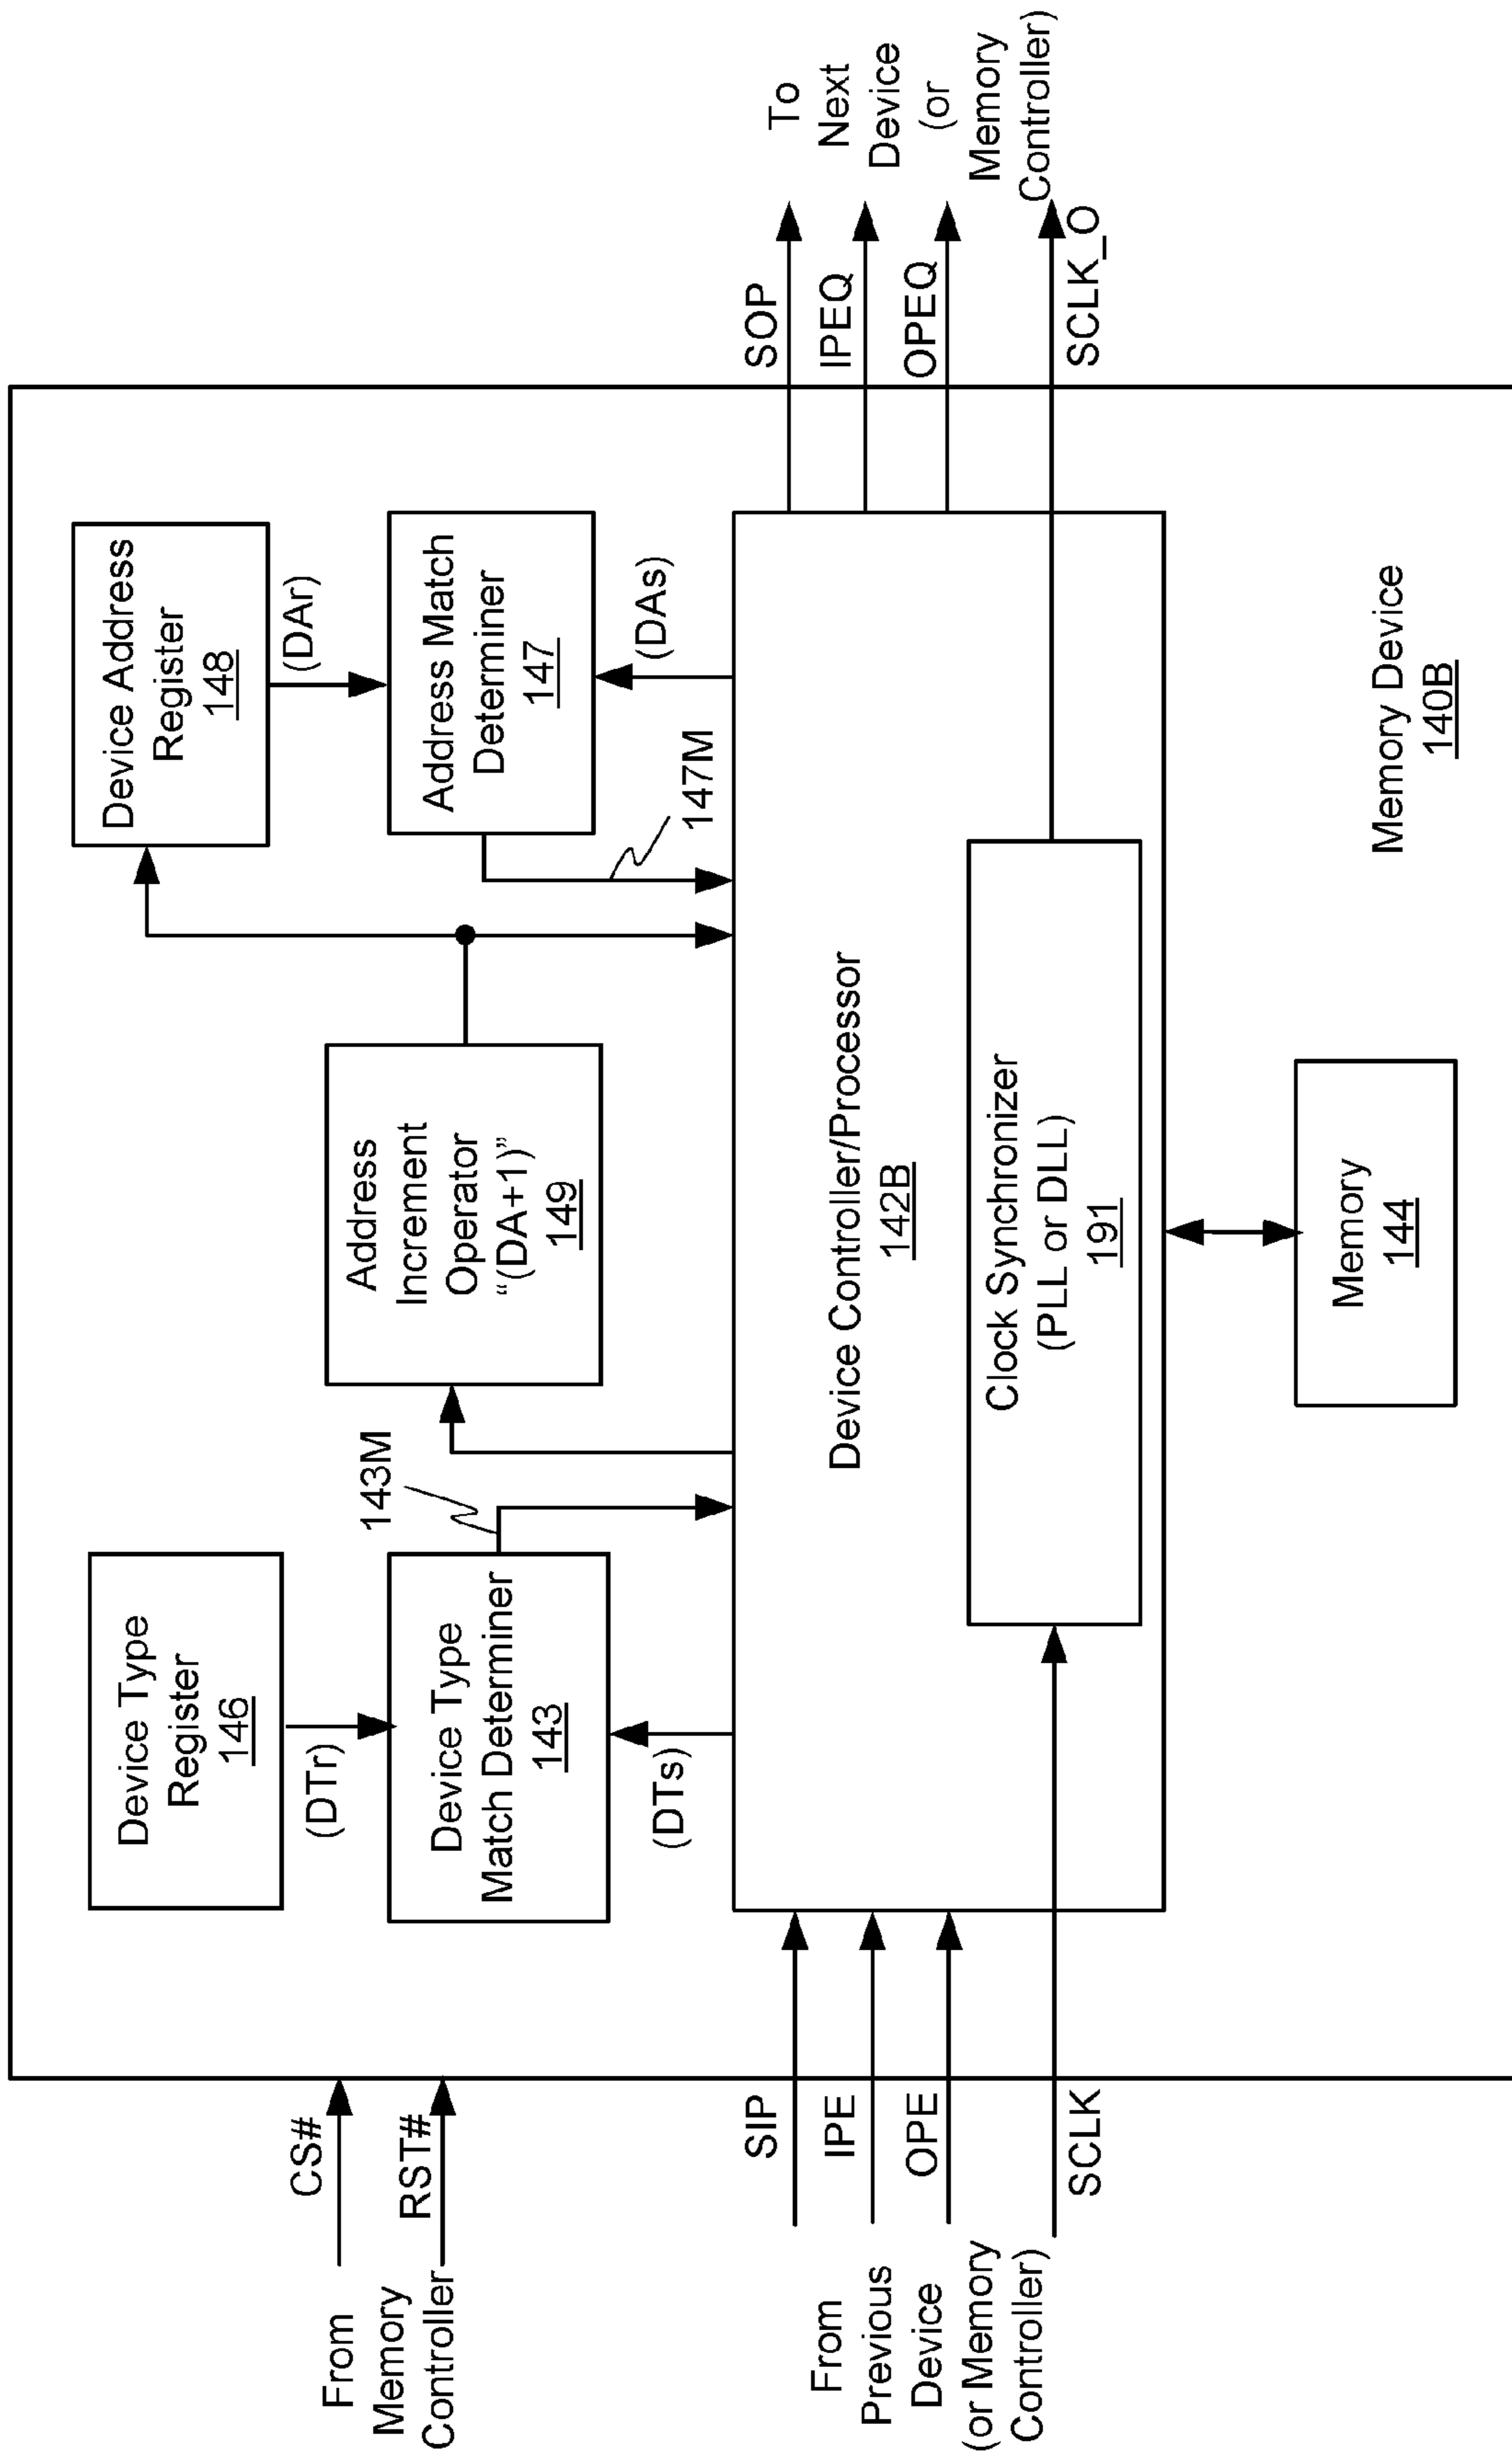 From
Memory
Controller
CS#
RST#
Device Type
Register
146
(DTr)
Device Type
Match Determiner
143
(DTs)
143M
Address
Increment
Operator
“(DA+1)”
149
Device Address
Register
148
(DAr)
Address Match
Determiner
147
(DAs)
147M
From
Previous
Device
(or Memory
Controller)
SIP
IPE
OPE
SCLK
Device Controller/Processor
142B
Clock Synchronizer
(PLL or DLL)
191
SOP
IPEQ
OPEQ
SCLK_O
To
Next
Device
(or
Memory
Controller)
Memory
144
Memory Device
140B